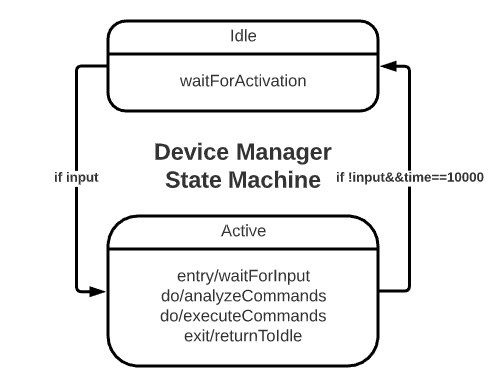 Idle
waitForActivation
Device Manager
State Machine
if input
if !input&&time==10000
Active
entry/waitForInput
do/analyzeCommands
do/executeCommands
exit/returnToIdle